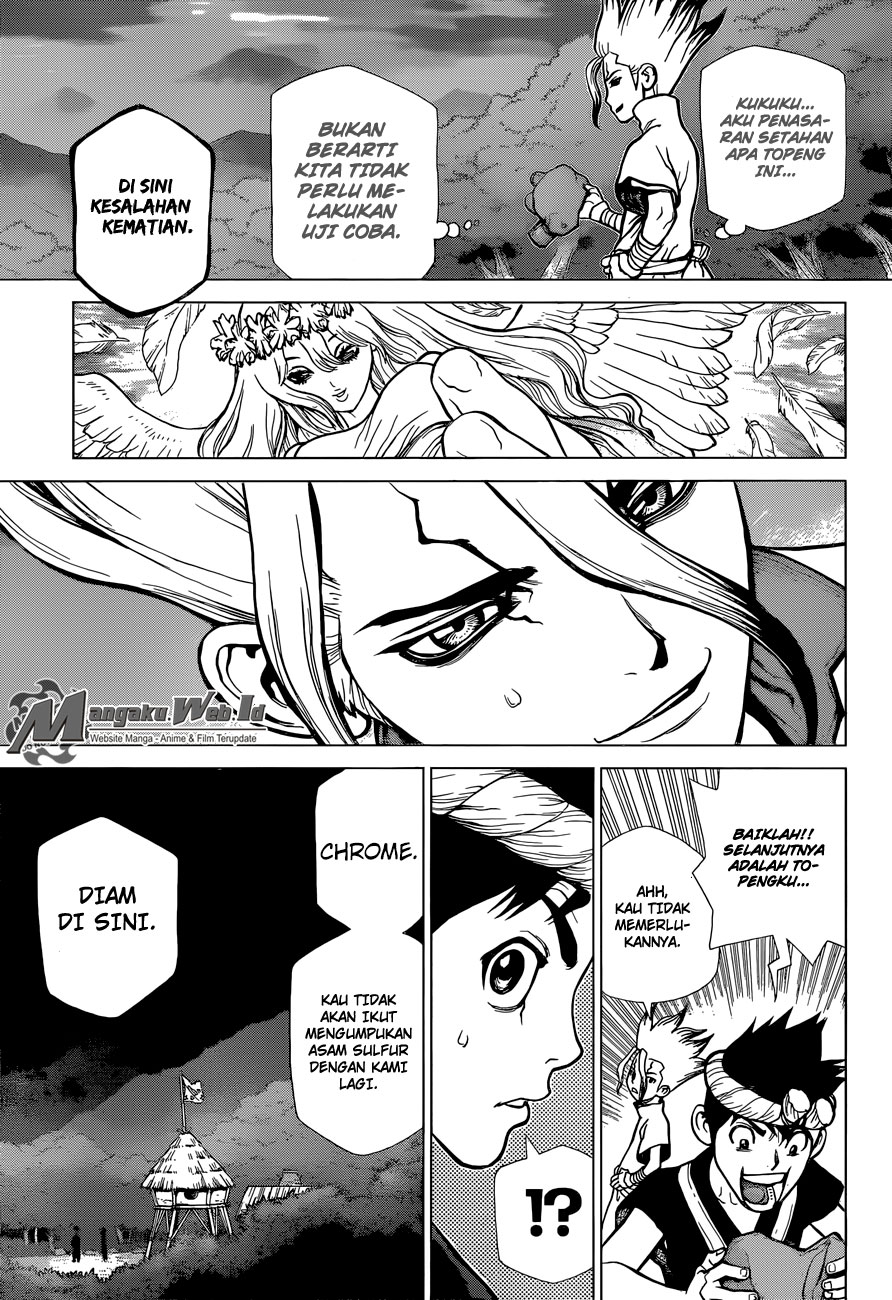 KUKUKU...
AKU PENASA-
RAN SETAHAN
APA TOPENG
INI...
BUKAN
BERARTI
KITA TIDAK
PERLU ME-
LAKUKAN
UJI COBA.
DI SINI
KESALAHAN
KEMATIAN.
Mangaku.Web.Id
Website Manga - Anime & Film Terupdate
BAIKLAH!!
SELANJUTNYA
ADALAH TO-
PENGKU...
AHH,
KAU TIDAK
MEMERLU-
KANNYA.
!?
CHROME.
KAU TIDAK
AKAN IKUT
MENGUMPUKAN
ASAM SULFUR
DENGAN KAMI
LAGI.
DIAM
DI SINI.